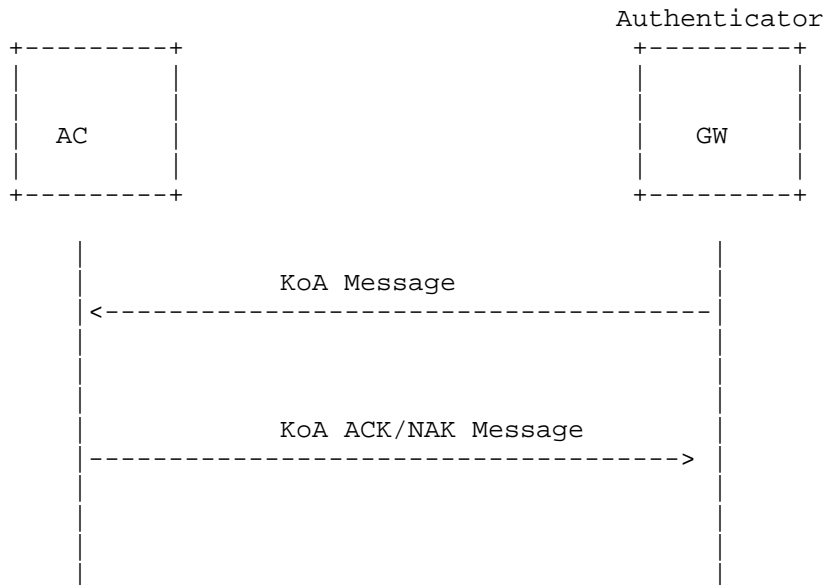 Authenticator
AC
GW
KoA Message
KoA ACK/NAK Message